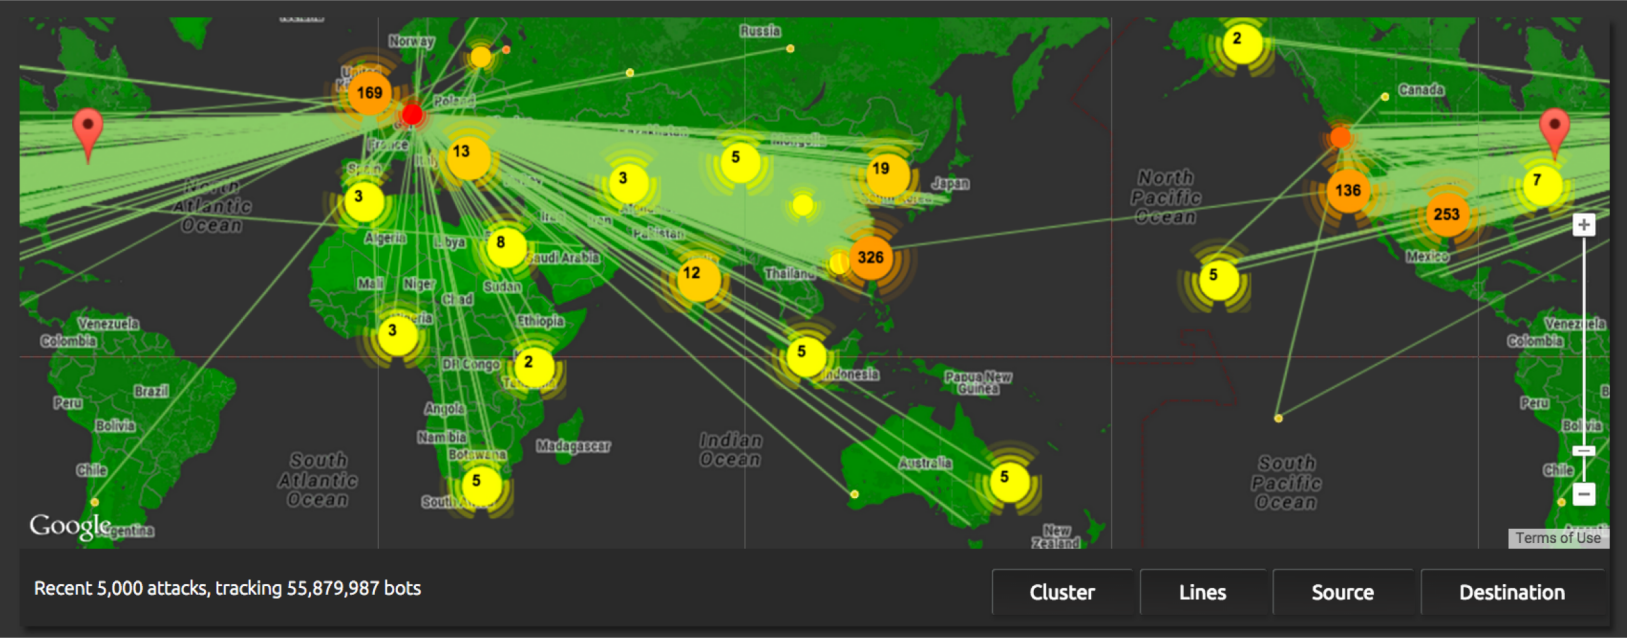 Norway
Russia
2
169
Poland
Canada
France
13
5
Mongolia
19
Japan
North
Pacific
Ocean
136
7
253
Spain
3
3
North
Atlantic
Ocean
Algeria
Libya
8
Iran
Pakistan
Saudi Arabia
326
Mexico
12
Thailand
5
Mali
Niger
Chad
Sudan
Venezuela
Colombia
3
Ethiopia
Venezuela
Colombia
DR Congo
2
5
Indonesia
Papua New
Guinea
Brazil
Peru
Bolivia
Angola
Peru
Bolivia
Namibia
Botswana
Madagascar
Indian
Ocean
Australia
Chile
South
Atlantic
Ocean
5
5
South
Pacific
Ocean
Chile
Google
Argentina
New
Zealand
Terms of Use
Recent 5,000 attacks, tracking 55,879,987 bots
Cluster
Lines
Source
Destination